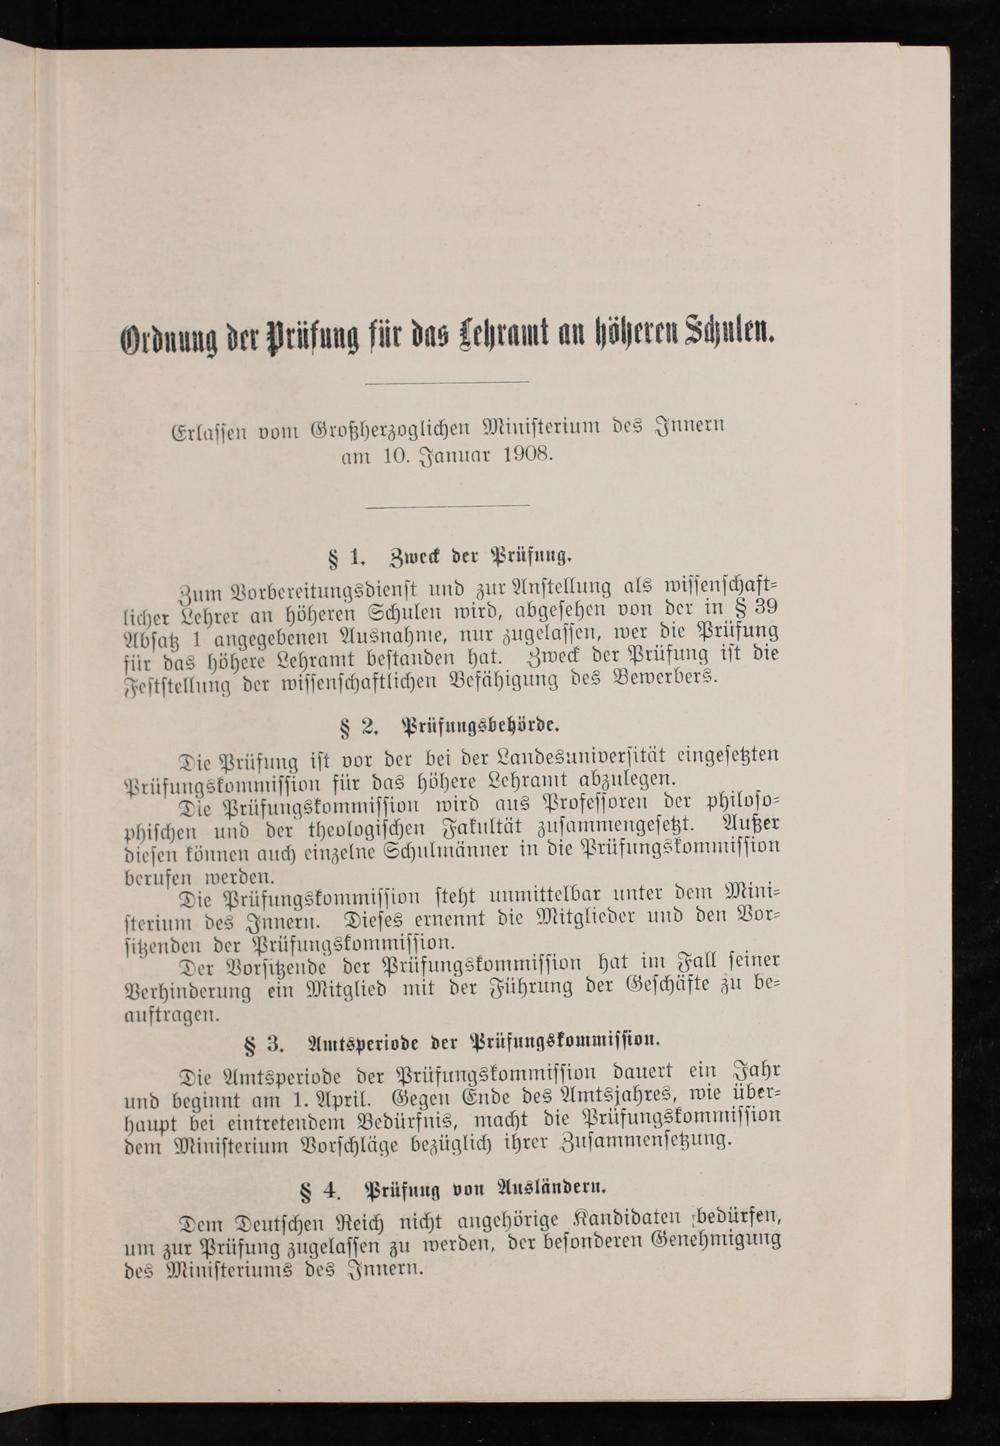 Ordnung der Prüfung für das Lehramt an höheren Schulen.
Erlassen vom Großherzoglichen Ministerium des Innern
am 10. Januar 1908.
§ 1. Zweck der Prüfung.
Zum Vorbereitungsdienst und zur Anstellung als wissenschaft-
licher Lehrer an höheren Schulen wird, abgesehen von der in § 39
Absatz 1 angegebenen Ausnahme, nur zugelassen, wer die Prüfung
für das höhere Lehramt bestanden hat. Zweck der Prüfung ist die
Feststellung der wissenschaftlichen Befähigung des Bewerbers.
§ 2. Prüfungsbehörde.
Die Prüfung ist vor der bei der Landesuniversität eingesetzten
Prüfungskommission für das höhere Lehramt abzulegen.
Die Prüfungskommission wird aus Professoren der philoso-
phischen und der theologischen Fakultät zusammengesetzt. Außer
diesen können auch einzelne Schulmänner in die Prüfungskommission
berufen werden.
Die Prüfungskommission steht unmittelbar unter dem Mini-
sterium des Innern. Dieses ernennt die Mitglieder und den Vor-
sitzenden der Prüfungskommission.
Der Vorsitzende der Prüfungskommission hat im Fall seiner
Verhinderung ein Mitglied mit der Führung der Geschäfte zu be-
auftragen.
§ 3. Amtsperiode der Prüfungskommission.
Die Amtsperiode der Prüfungskommission dauert ein Jahr
und beginnt am 1. April. Gegen Ende des Amtsjahres, wie über-
haupt bei eintretendem Bedürfnis, macht die Prüfungskommission
dem Ministerium Vorschläge bezüglich ihrer Zusammensetzung.
§ 4. Prüfung von Ausländern.
Dem Deutschen Reich nicht angehörige Kandidaten bedürfen,
um zur Prüfung zugelassen zu werden, der besonderen Genehmigung
des Ministeriums des Innern.